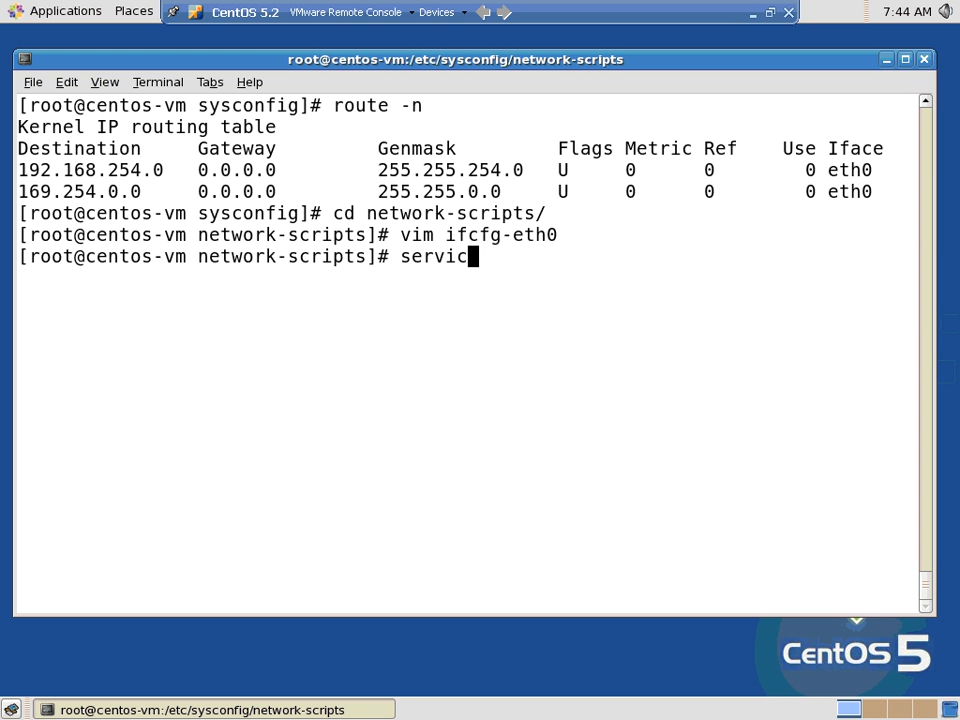 Applications Places CentOS 5.2 VMware Remote Console Devices 7:44 AM
root@centos-vm:/etc/sysconfig/network-scripts
File Edit View Terminal Tabs Help
[root@centos-vm sysconfig]# route -n
Kernel IP routing table
Destination Gateway Genmask Flags Metric Ref Use Iface
192.168.254.0 0.0.0.0 255.255.254.0 U 0 0 0 eth0
169.254.0.0 0.0.0.0 255.255.0.0 U 0 0 0 eth0
[root@centos-vm sysconfig]# cd network-scripts/
[root@centos-vm network-scripts]# vim ifcfg-eth0
[root@centos-vm network-scripts]# servic
CentOS 5
root@centos-vm:/etc/sysconfig/network-scripts